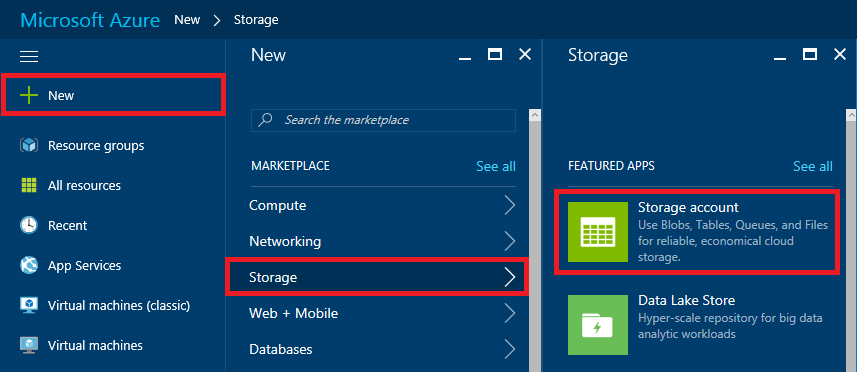 Microsoft Azure New > Storage
New
Resource groups
All resources
Recent
App Services
Virtual machines (classic)
Virtual machines
New
Search the marketplace
MARKETPLACE See all
Compute
Networking
Storage
Web + Mobile
Databases
Storage
FEATURED APPS See all
Storage account
Use Blobs, Tables, Queues, and Files
for reliable, economical cloud
storage.
Data Lake Store
Hyper-scale repository for big data
analytic workloads